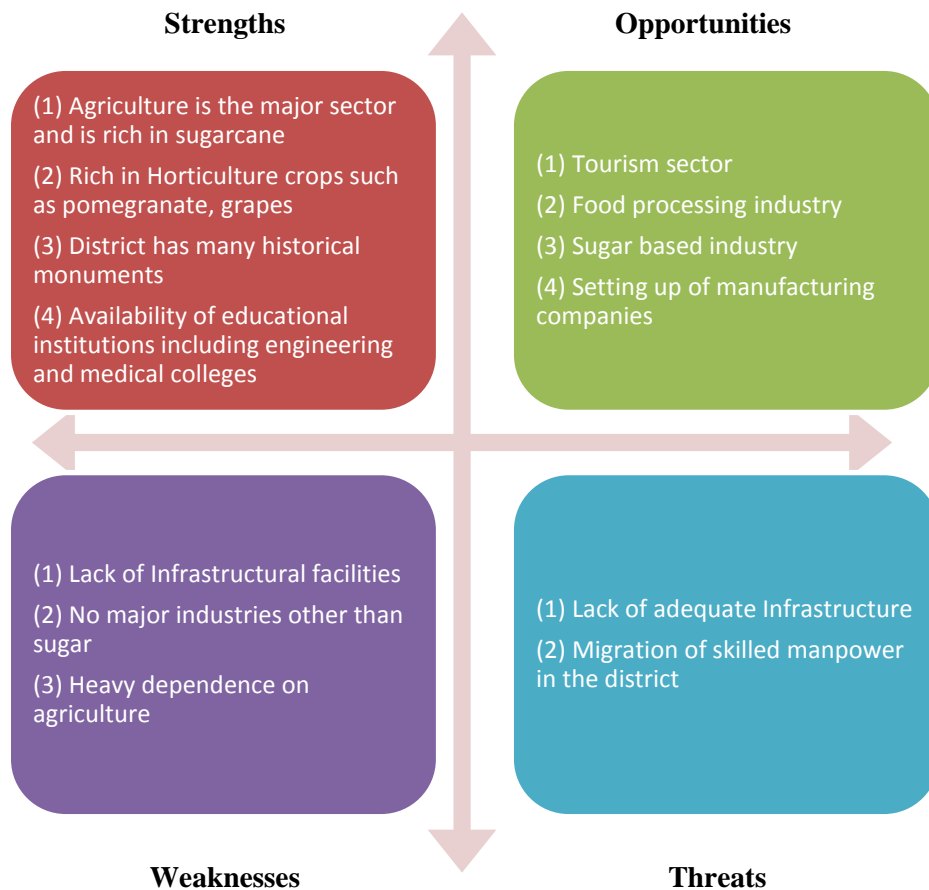 Strengths
(1) Agriculture is the major sector
and is rich in sugarcane
(2) Rich in Horticulture crops such
as pomegranate, grapes
(3) District has many historical
monuments
(4) Availability of educational
institutions including engineering
and medical colleges
Opportunities
(1) Tourism sector
(2) Food processing industry
(3) Sugar based industry
(4) Setting up of manufacturing
companies
(1) Lack of Infrastructural facilities
(2) No major industries other than
sugar
(3) Heavy dependence on
agriculture
Weaknesses
(1) Lack of adequate Infrastructure
(2) Migration of skilled manpower
in the district
Threats